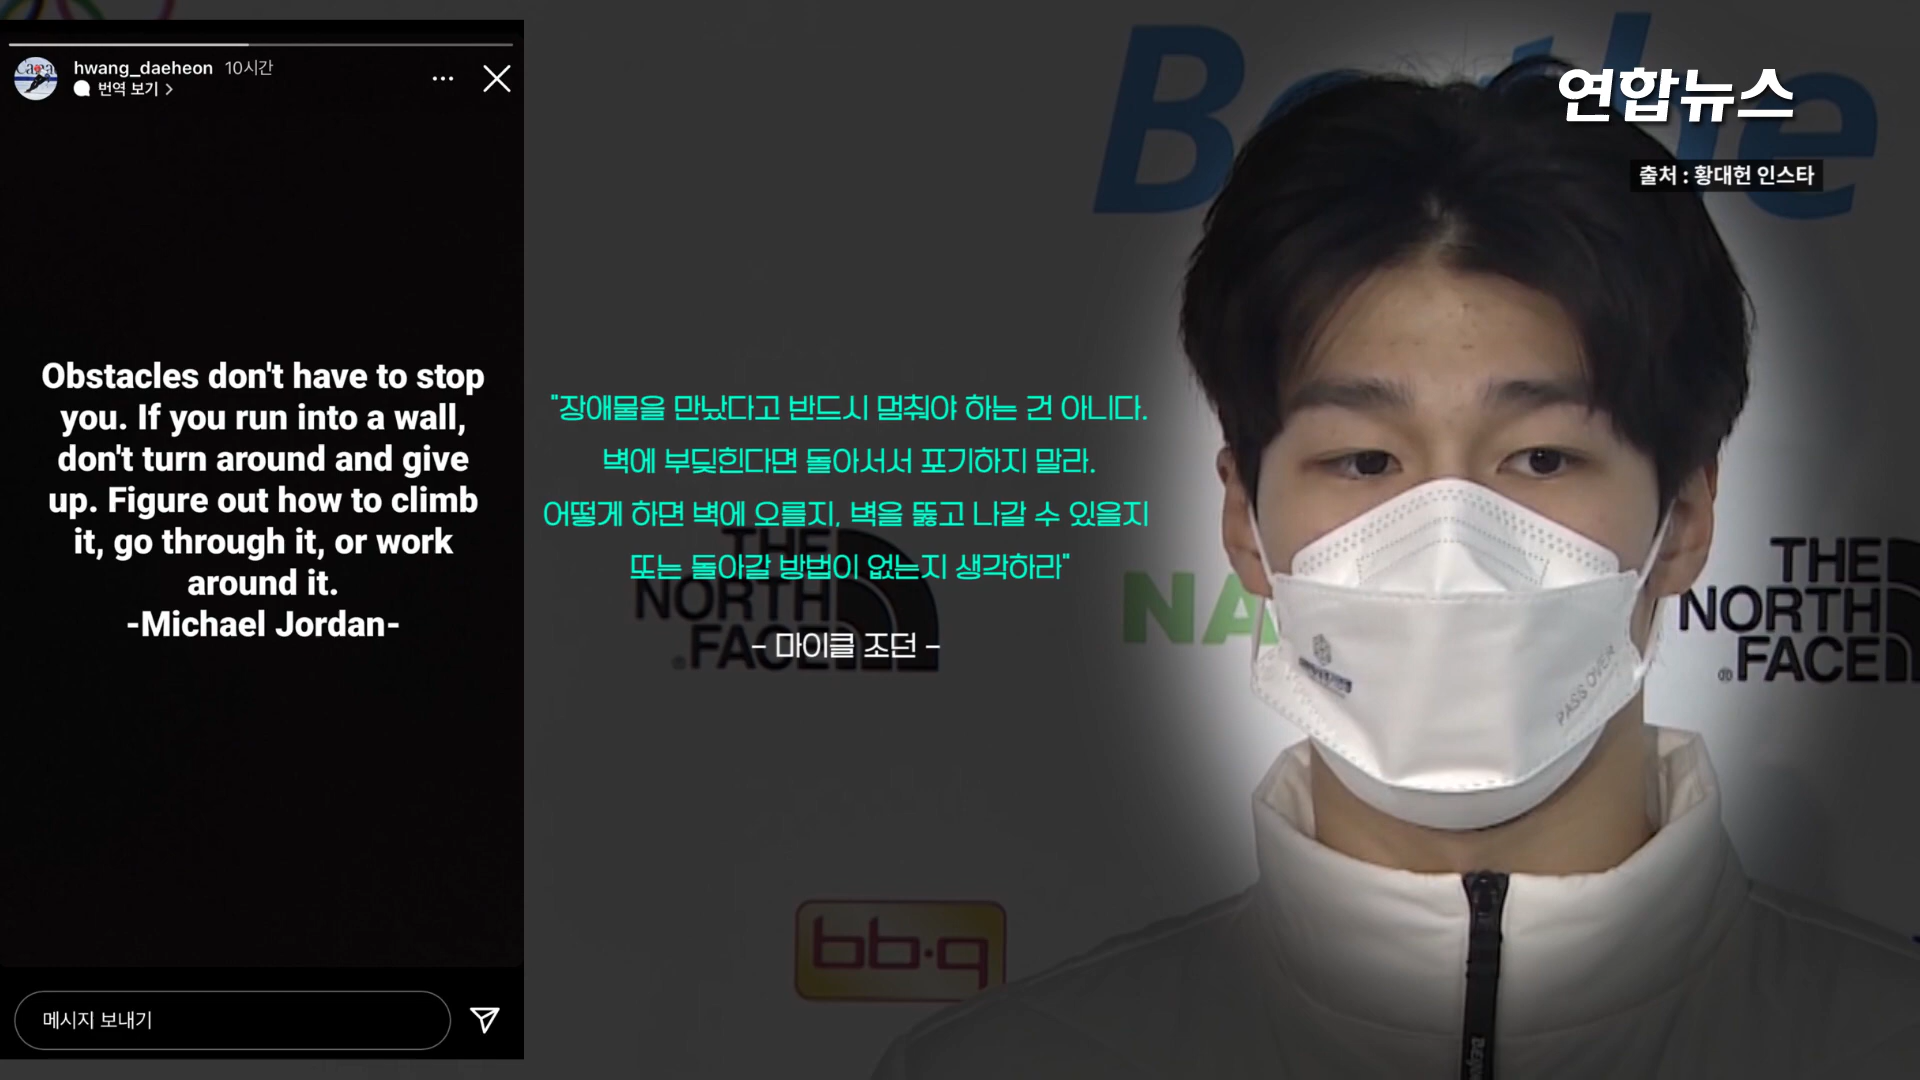 hwang_daeheon 10시간
번역 보기
Obstacles don't have to stop
you. If you run into a wall,
don't turn around and give
up. Figure out how to climb
it, go through it, or work
around it.
-Michael Jordan-
메시지 보내기
"장애물을 만났다고 반드시 멈춰야 하는 건 아니다.
벽에 부딪힌다면 돌아서서 포기하지 말라.
어떻게 하면 벽에 오를지, 벽을 뚫고 나갈 수 있을지
또는 돌아갈 방법이 없는지 생각하라"
– 마이클 조던 –
연합뉴스
출처 : 황대헌 인스타
THE
NORTH
FACE
NA
bb.q
THE
NORTH
FACE
PASS OVER